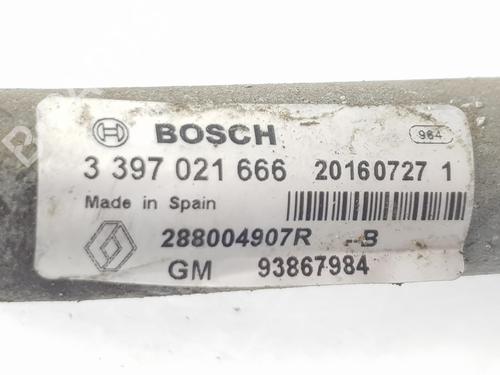 BOSCH 964
3 397 021 666 20160727 1
Made in Spain
288004907R --B
GM 93867984